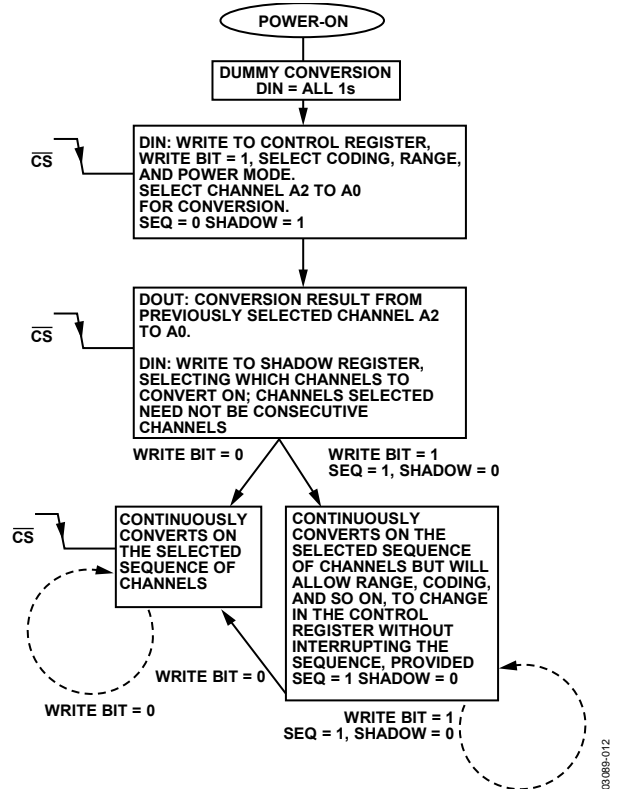 POWER-ON
DUMMY CONVERSION
DIN = ALL 1s
CS
DIN: WRITE TO CONTROL REGISTER,
WRITE BIT = 1, SELECT CODING, RANGE,
AND POWER MODE.
SELECT CHANNEL A2 TO A0
FOR CONVERSION.
SEQ = 0 SHADOW = 1
CS
DOUT: CONVERSION RESULT FROM
PREVIOUSLY SELECTED CHANNEL A2
TO A0.
DIN: WRITE TO SHADOW REGISTER,
SELECTING WHICH CHANNELS TO
CONVERT ON; CHANNELS SELECTED
NEED NOT BE CONSECUTIVE
CHANNELS
WRITE BIT = 0
WRITE BIT = 1
SEQ = 1, SHADOW = 0
CS
CONTINUOUSLY
CONVERTS ON
THE SELECTED
SEQUENCE OF
CHANNELS
CONTINUOUSLY
CONVERTS ON THE
SELECTED SEQUENCE
OF CHANNELS BUT WILL
ALLOW RANGE, CODING,
AND SO ON, TO CHANGE
IN THE CONTROL
REGISTER WITHOUT
INTERRUPTING THE
SEQUENCE, PROVIDED
SEQ = 1 SHADOW = 0
WRITE BIT = 0
WRITE BIT = 0
WRITE BIT = 1
SEQ = 1, SHADOW = 0
03089-012